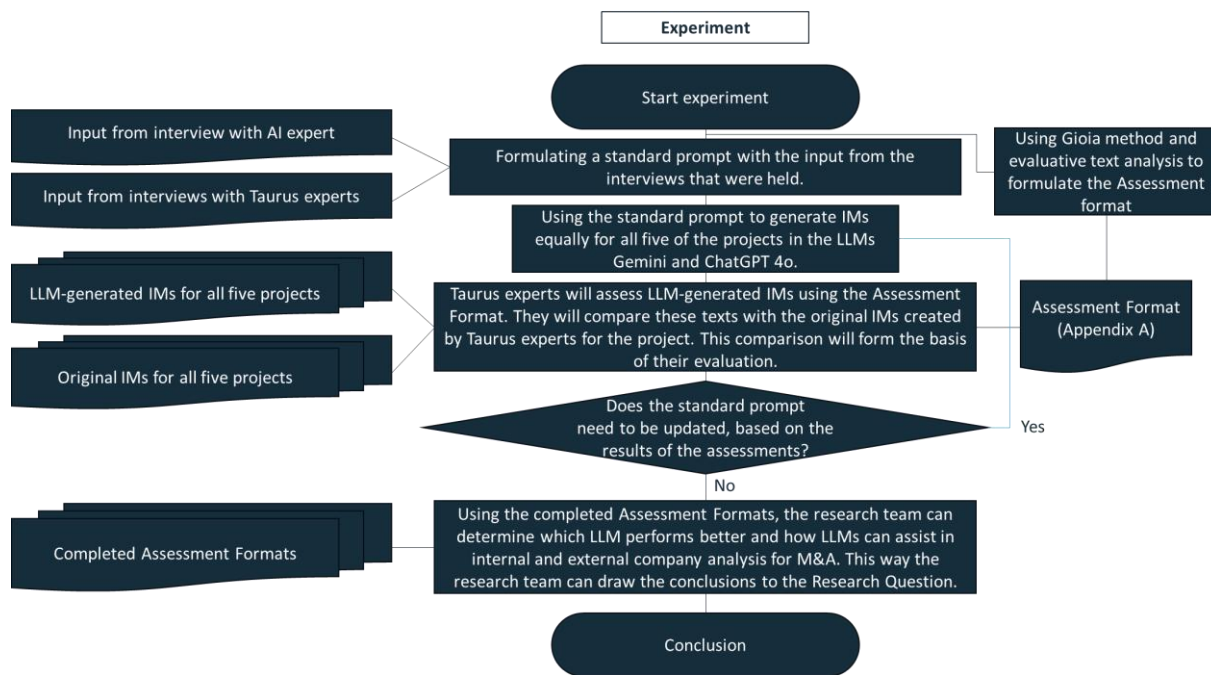 Experiment
Start experiment
Input from interview with AI expert
Input from interviews with Taurus experts
Formulating a standard prompt with the input from the
interviews that were held.
Using Gioia method and
evaluative text analysis to
formulate the Assessment
format
Using the standard prompt to generate IMs
equally for all five of the projects in the LLMs
Gemini and ChatGPT 4o.
LLM-generated IMs for all five projects
Original IMs for all five projects
Taurus experts will assess LLM-generated IMs using the Assessment
Format. They will compare these texts with the original IMs created
by Taurus experts for the project. This comparison will form the basis
of their evaluation.
Assessment Format
(Appendix A)
Does the standard prompt
need to be updated, based on the
results of the assessments?
Yes
No
Completed Assessment Formats
Using the completed Assessment Formats, the research team can
determine which LLM performs better and how LLMs can assist in
internal and external company analysis for M&A. This way the
research team can draw the conclusions to the Research Question.
Conclusion